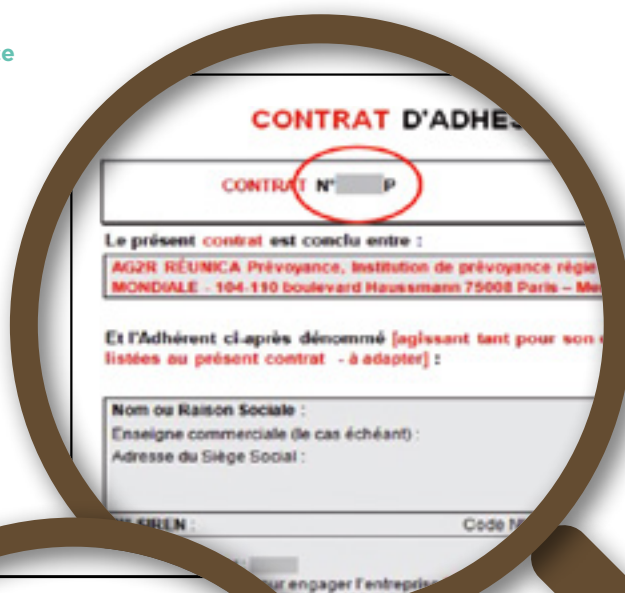 CONTRAT D'ADHES
CONTRAT N° P
Le présent contrat est conclu entre :
AG2R RÉUNICA Prévoyance, Institution de prévoyance régie
MONDIALE - 104-110 boulevard Haussmann 75008 Paris – Me
Et l'Adhérent ci-après dénommé [agissant tant pour son
listées au présent contrat - à adapter] :
Nom ou Raison Sociale :
Enseigne commerciale (le cas échéant) :
Adresse du Siège Social :
SIREN :
Code
engager l'entreprise